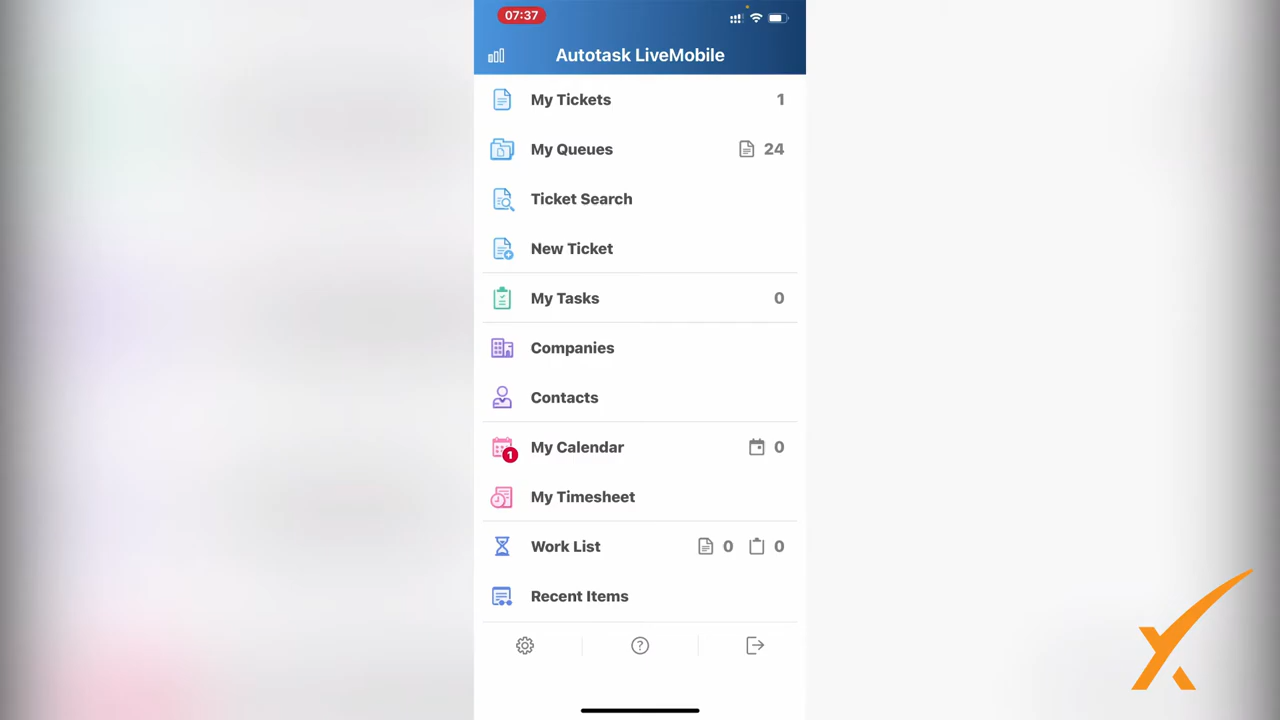 07:37
Autotask LiveMobile
My Tickets 1
My Queues 24
Ticket Search
New Ticket
My Tasks 0
Companies
Contacts
1
My Calendar 0
My Timesheet
Work List 0 0
Recent Items
?